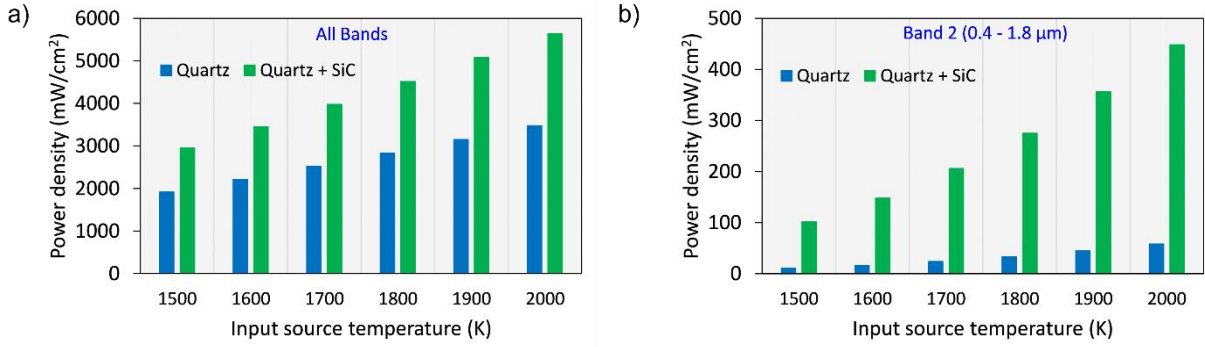 a)
All Bands
Quartz
Quartz + SiC
Power density (mW/cm²)
6000
5000
4000
3000
2000
1000
0
1500 1600 1700 1800 1900 2000
Input source temperature (K)
b)
Band 2 (0.4 - 1.8 µm)
Quartz
Quartz + SiC
Power density (mW/cm²)
500
400
300
200
100
0
1500 1600 1700 1800 1900 2000
Input source temperature (K)